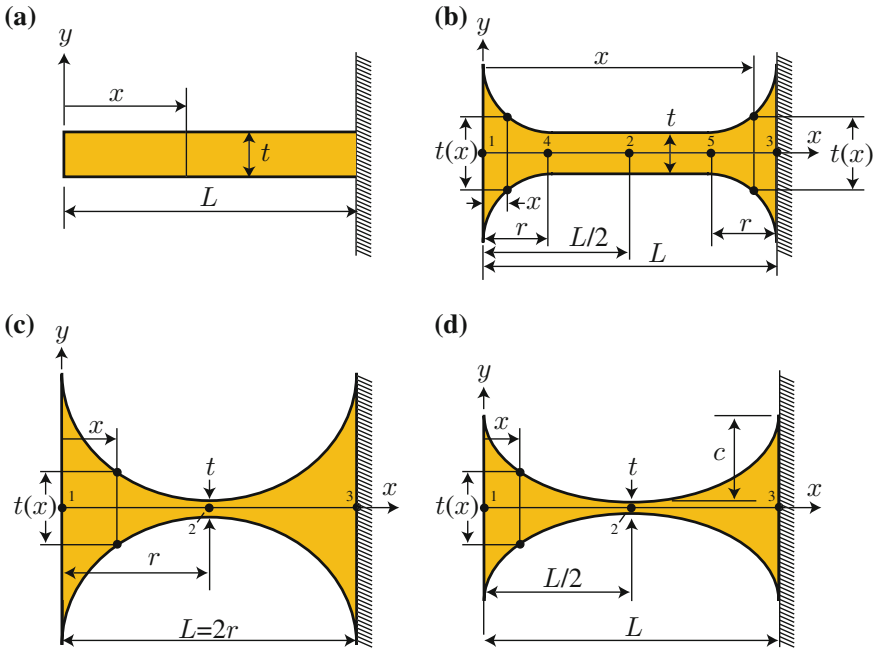 (a)
y
x
t
L
(b)
y
x
t
t(x)
1
4
2
5
3
x
t(x)
x
r
L/2
r
L
(c)
y
x
t
t(x)
1
2
3
x
r
L=2r
(d)
y
x
c
t
t(x)
1
2
3
x
L/2
L